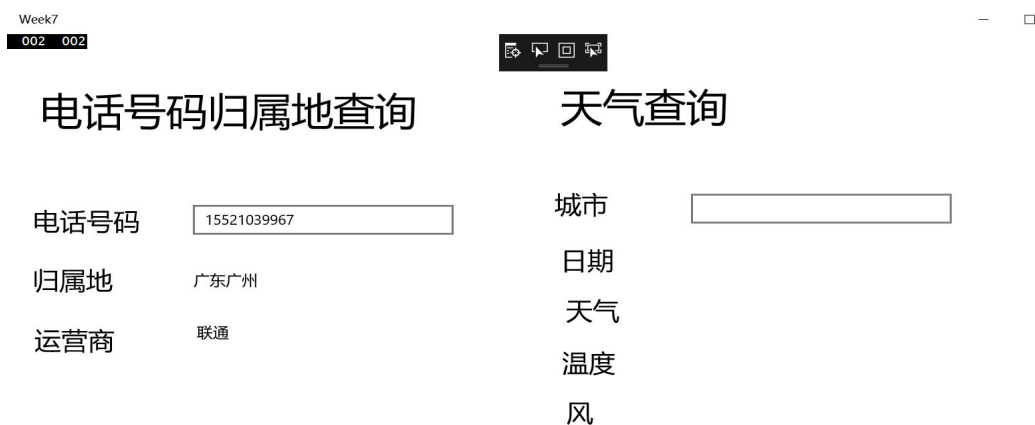 Week7
002 002
电话号码归属地查询
电话号码 15521039967
归属地 广东广州
运营商 联通
天气查询
城市
日期
天气
温度
风